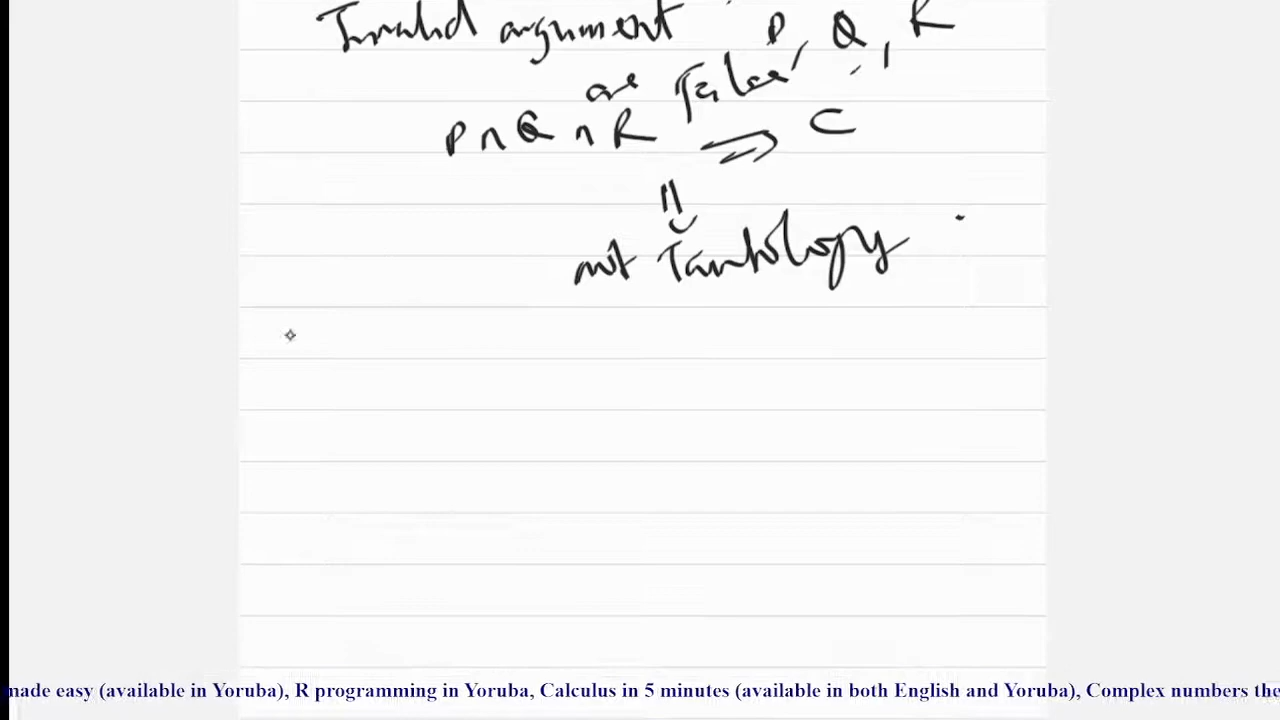 Invalid argument : P, Q, R
are False
P ∩ Q ∩ R ⟹ C
not Tautology .
made easy (available in Yoruba), R programming in Yoruba, Calculus in 5 minutes (available in both English and Yoruba), Complex numbers the